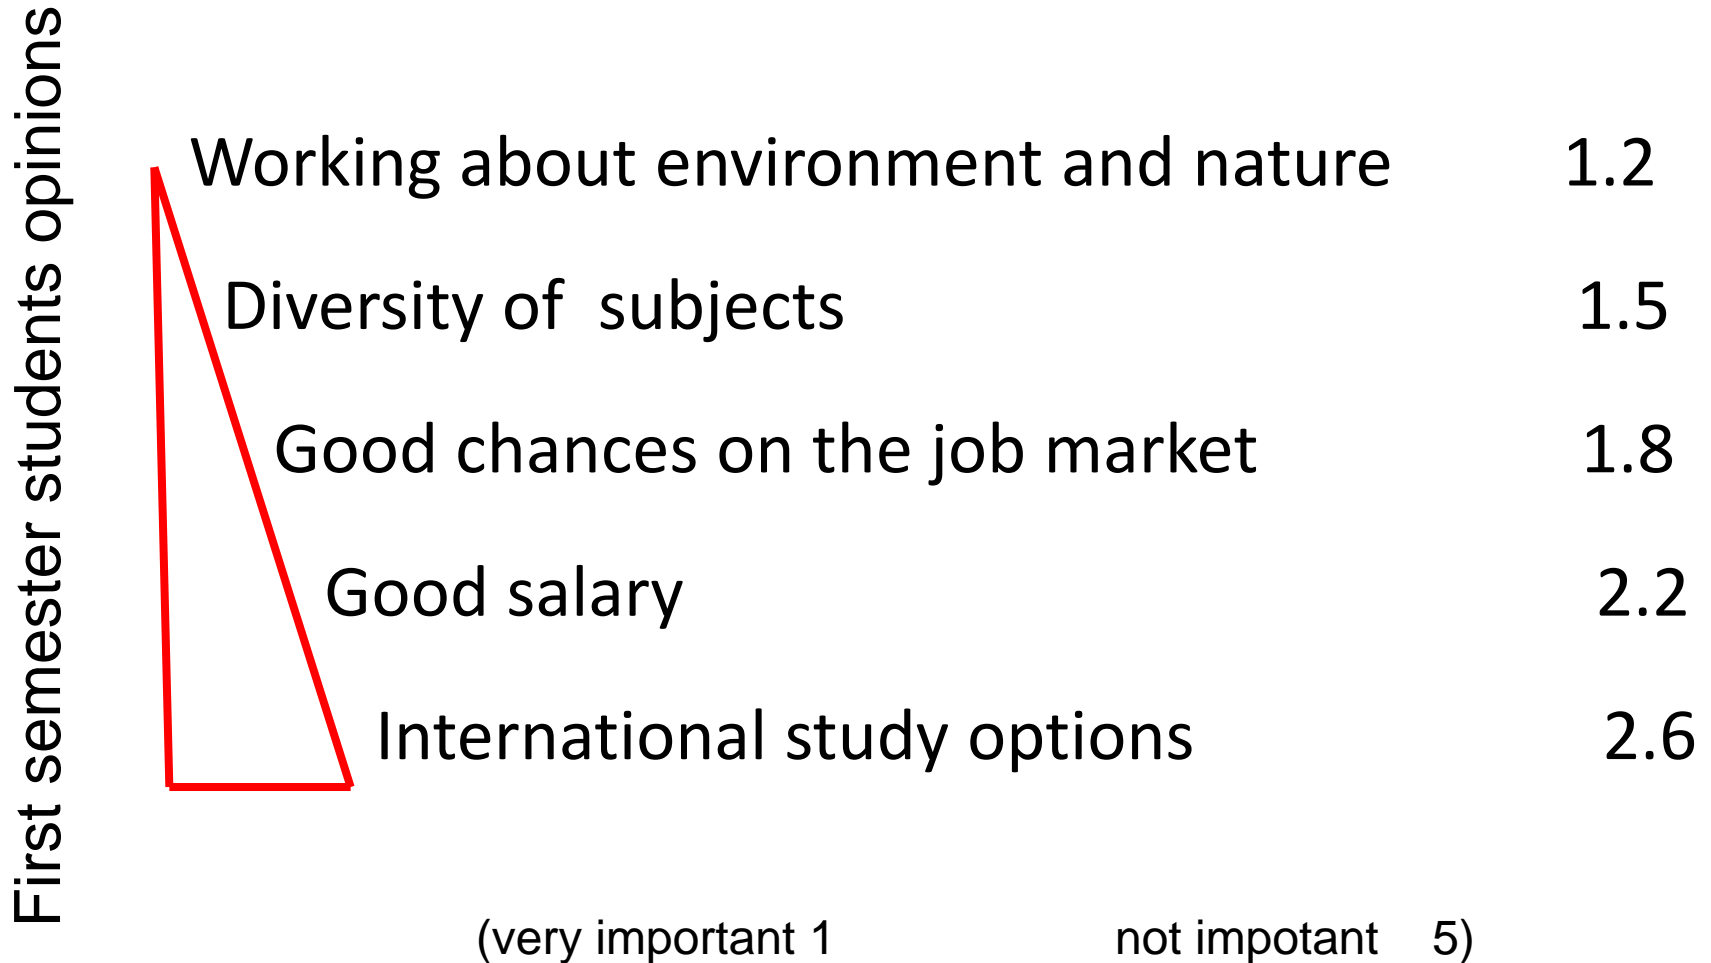 First semester students opinions
Working about environment and nature 1.2
Diversity of  subjects 1.5
Good chances on the job market 1.8
Good salary 2.2
International study options 2.6
(very important 1 not impotant 5)